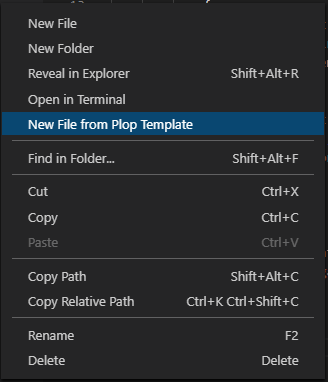 New File
New Folder
Reveal in Explorer Shift+Alt+R
Open in Terminal
New File from Plop Template
Find in Folder... Shift+Alt+F
Cut Ctrl+X
Copy Ctrl+C
Paste Ctrl+V
Copy Path Shift+Alt+C
Copy Relative Path Ctrl+K Ctrl+Shift+C
Rename F2
Delete Delete